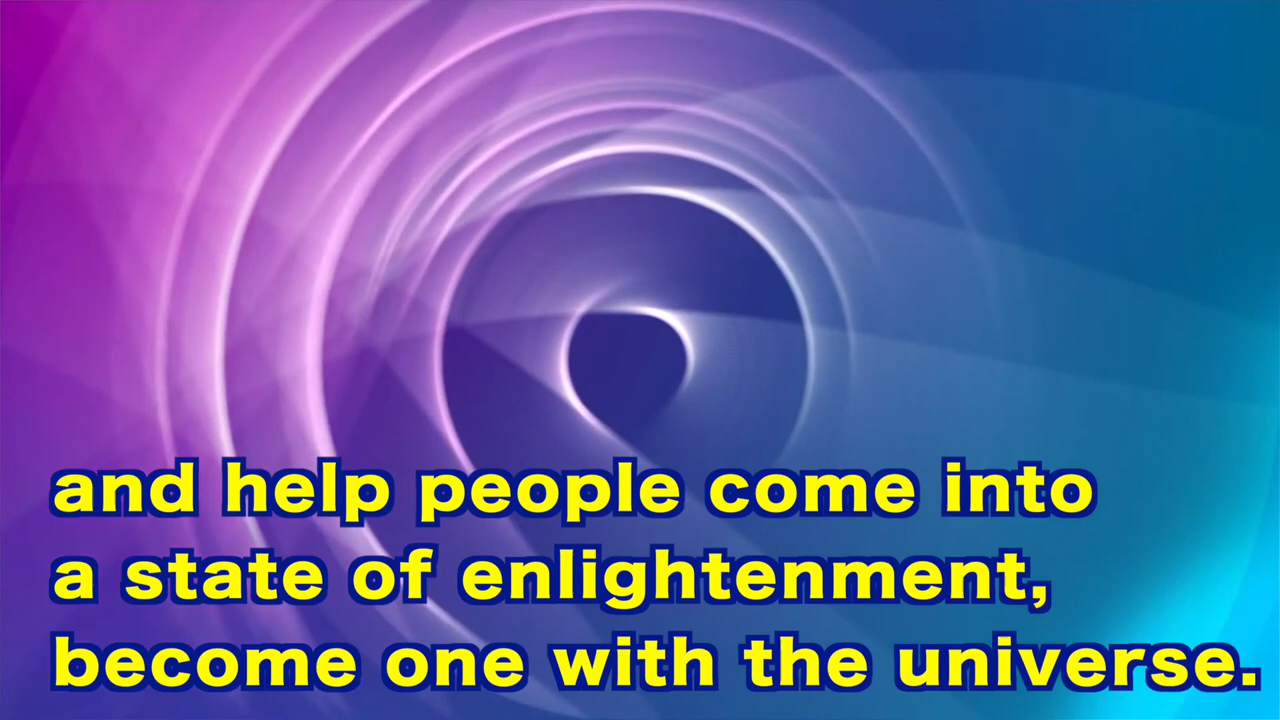 and help people come into
a state of enlightenment,
become one with the universe.